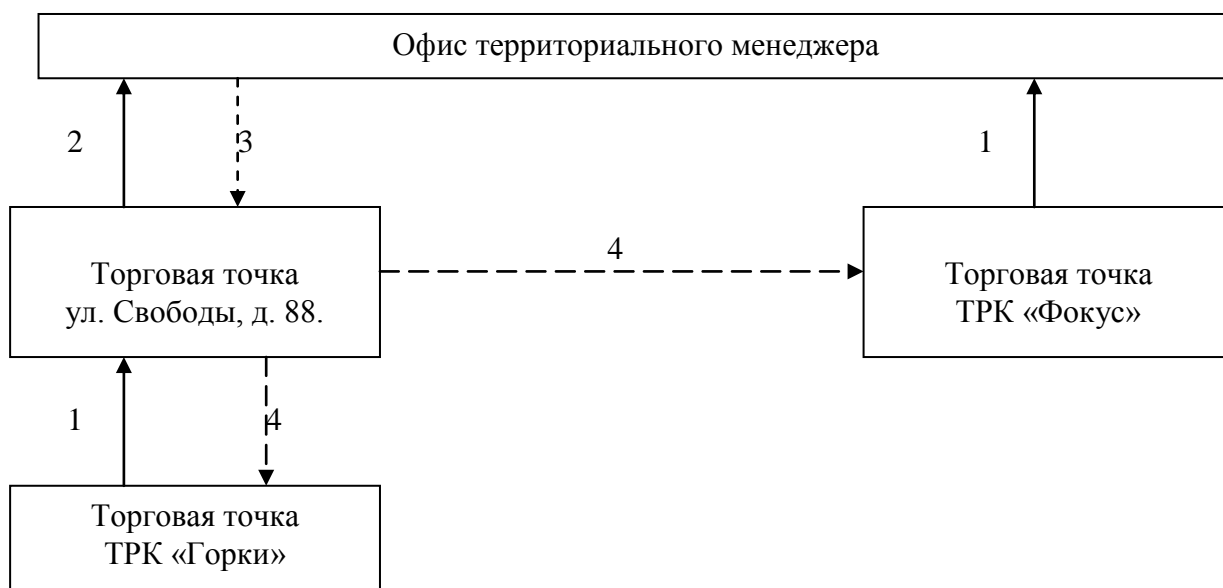 Офис территориального менеджера
2
3
1
Торговая точка
ул. Свободы, д. 88.
4
Торговая точка
ТРК «Фокус»
1
4
Торговая точка
ТРК «Горки»